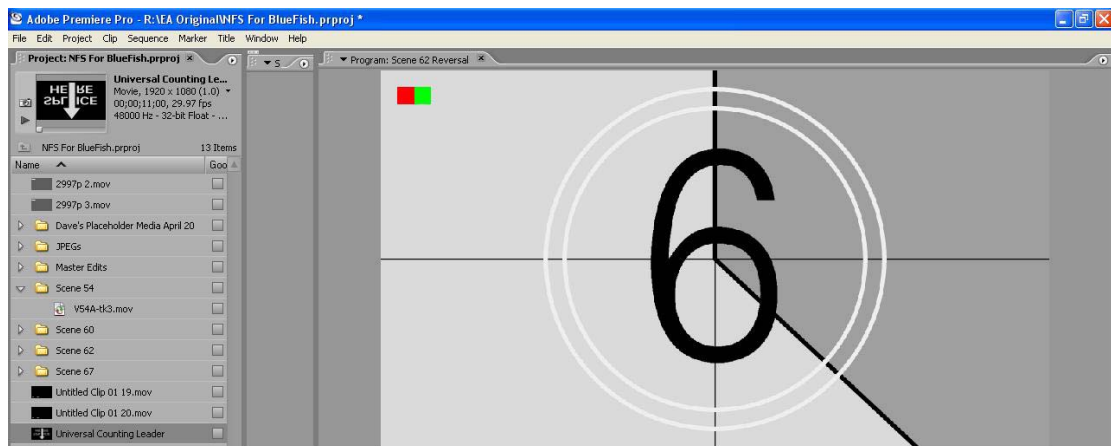 Adobe Premiere Pro - R:\EA Original\NFS For BlueFish.prproj *
File Edit Project Clip Sequence Marker Title Window Help
Project: NFS For BlueFish.prproj
S
Program: Scene 62 Reversal
Universal Counting Le...
Movie, 1920 x 1080 (1.0)
00;00;11;00, 29.97 fps
48000 Hz - 32-bit Float - ...
HERE
SPLICE
NFS For BlueFish.prproj 13 Items
Name Goo
2997p 2.mov
2997p 3.mov
Dave's Placeholder Media April 20
JPEGs
Master Edits
Scene 54
V54A-tk3.mov
Scene 60
Scene 62
Scene 67
Untitled Clip 01 19.mov
Untitled Clip 01 20.mov
Universal Counting Leader
6